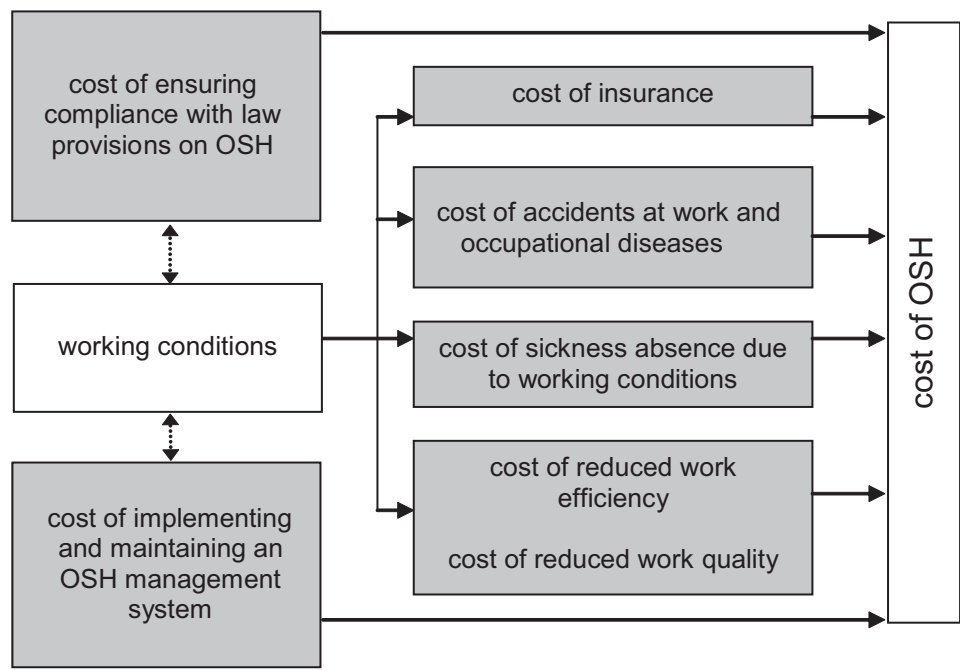 cost of ensuring
compliance with law
provisions on OSH
working conditions
cost of implementing
and maintaining an
OSH management
system
cost of insurance
cost of accidents at work and
occupational diseases
cost of sickness absence due
to working conditions
cost of reduced work
efficiency
cost of reduced work quality
cost of OSH